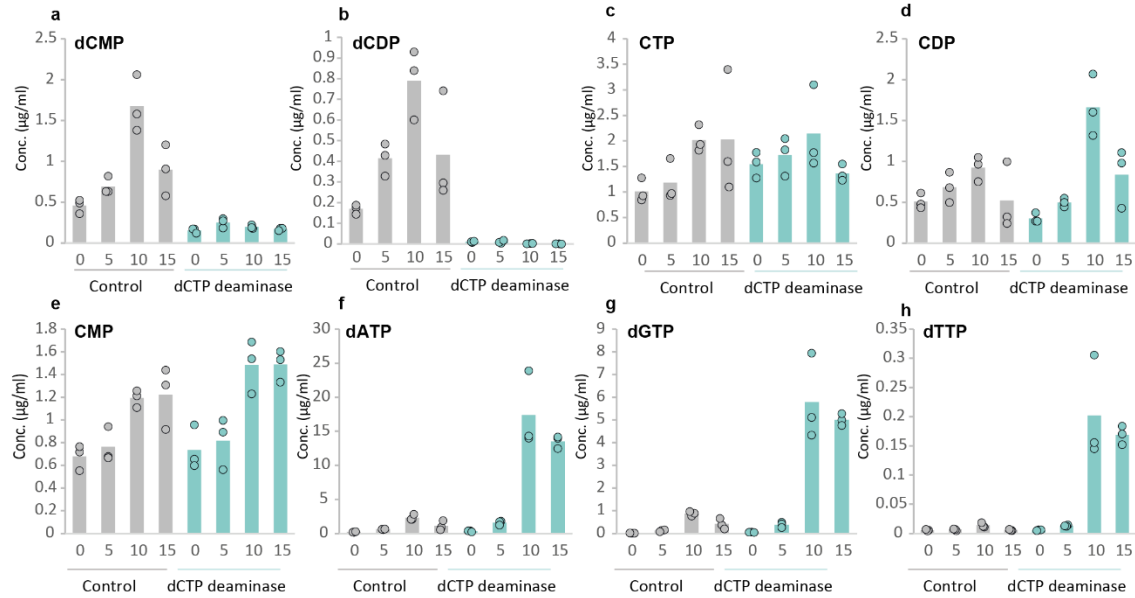 a
dCMP
Conc. (µg/ml)
2.5
2
1.5
1
0.5
0
0 5 10 15 0 5 10 15
Control dCTP deaminase
b
dCDP
Conc. (µg/ml)
1
0.9
0.8
0.7
0.6
0.5
0.4
0.3
0.2
0.1
0
0 5 10 15 0 5 10 15
Control dCTP deaminase
c
CTP
Conc. (µg/ml)
4
3.5
3
2.5
2
1.5
1
0.5
0
0 5 10 15 0 5 10 15
Control dCTP deaminase
d
CDP
Conc. (µg/ml)
2.5
2
1.5
1
0.5
0
0 5 10 15 0 5 10 15
Control dCTP deaminase
e
CMP
Conc. (µg/ml)
1.8
1.6
1.4
1.2
1
0.8
0.6
0.4
0.2
0
0 5 10 15 0 5 10 15
Control dCTP deaminase
f
dATP
Conc. (µg/ml)
30
25
20
15
10
5
0
0 5 10 15 0 5 10 15
Control dCTP deaminase
g
dGTP
Conc. (µg/ml)
9
8
7
6
5
4
3
2
1
0
0 5 10 15 0 5 10 15
Control dCTP deaminase
h
dTTP
Conc. (µg/ml)
0.35
0.3
0.25
0.2
0.15
0.1
0.05
0
0 5 10 15 0 5 10 15
Control dCTP deaminase